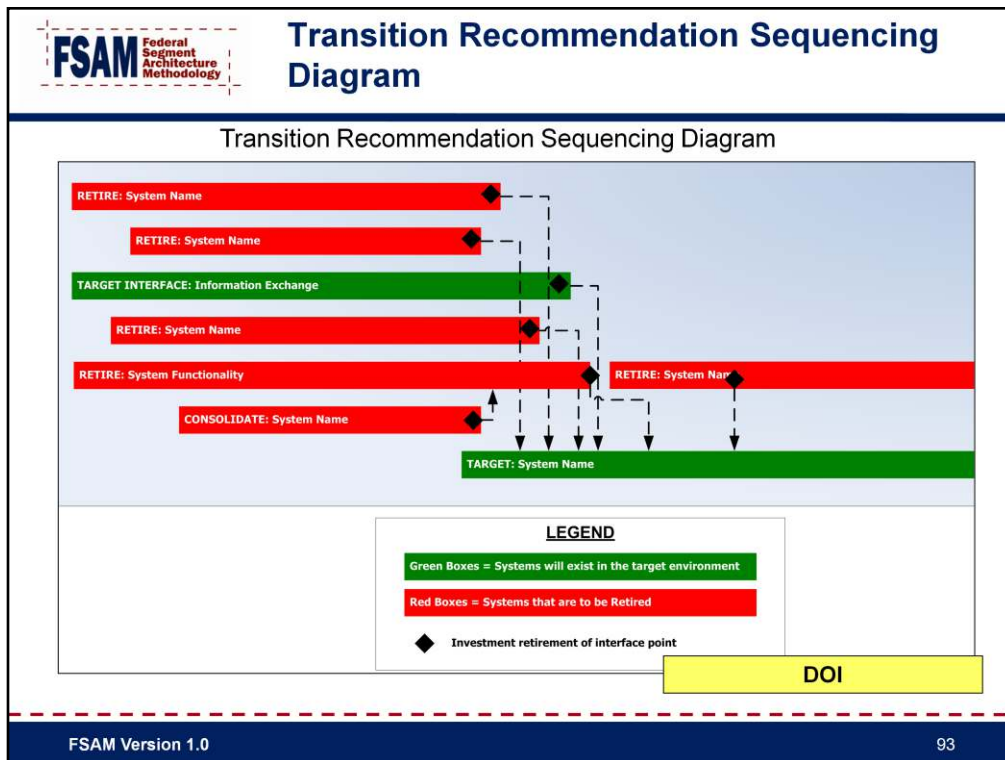 FSAM Federal
Segment
Architecture
Methodology
Transition Recommendation Sequencing
Diagram
Transition Recommendation Sequencing Diagram
RETIRE: System Name
RETIRE: System Name
TARGET INTERFACE: Information Exchange
RETIRE: System Name
RETIRE: System Functionality
RETIRE: System Name
CONSOLIDATE: System Name
TARGET: System Name
LEGEND
Green Boxes = Systems will exist in the target environment
Red Boxes = Systems that are to be Retired
Investment retirement of interface point
DOI
FSAM Version 1.0
93